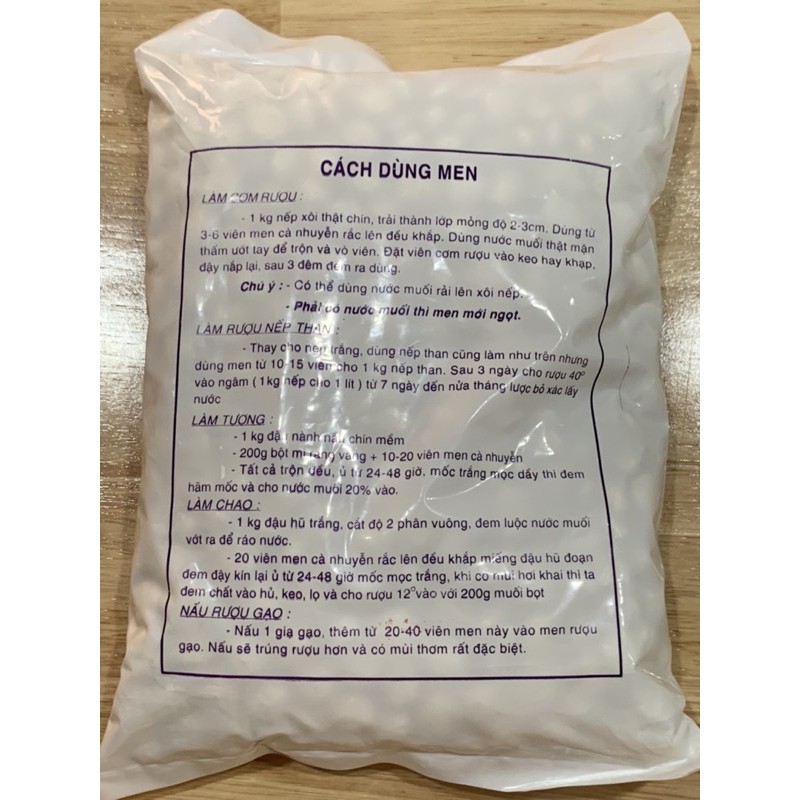 CÁCH DÙNG MEN
LÀM CƠM RƯỢU :
- 1 kg nếp xôi thật chín, trải thành lớp mỏng độ 2-3cm. Dùng từ
3-6 viên men cà nhuyễn rắc lên đều khắp. Dùng nước muối thật mặn
thấm ướt tay để trộn và vò viên. Đặt viên cơm rượu vào keo hay khạp,
đậy nắp lại, sau 3 đêm đem ra dùng.
Chú ý : - Có thể dùng nước muối rải lên xôi nếp.
- Phải có nước muối thì men mới ngọt.
LÀM RƯỢU NẾP THAN :
- Thay cho nếp trắng, dùng nếp than cũng làm như trên nhưng
dùng men từ 10-15 viên cho 1 kg nếp than. Sau 3 ngày cho rượu 40°
vào ngâm ( 1kg nếp cho 1 lít ) từ 7 ngày đến nửa tháng lược bỏ xác lấy
nước
LÀM TƯƠNG :
- 1 kg đậu nành nấu chín mềm
- 200g bột mì rang vàng + 10-20 viên men cà nhuyễn
- Tất cả trộn đều, ủ từ 24-48 giờ, mốc trắng mọc dầy thì đem
hãm mốc và cho nước muối 20% vào.
LÀM CHAO :
- 1 kg đậu hũ trắng, cắt độ 2 phân vuông, đem luộc nước muối
vớt ra để ráo nước.
- 20 viên men cà nhuyễn rắc lên đều khắp miếng đậu hũ đoạn
đem đậy kín lại ủ từ 24-48 giờ mốc mọc trắng, khi có mùi hơi khai thì ta
đem chất vào hủ, keo, lọ và cho rượu 12° vào với 200g muối bọt
NẤU RƯỢU GẠO :
- Nấu 1 giạ gạo, thêm từ 20-40 viên men này vào men rượu
gạo. Nấu sẽ trúng rượu hơn và có mùi thơm rất đặc biệt.